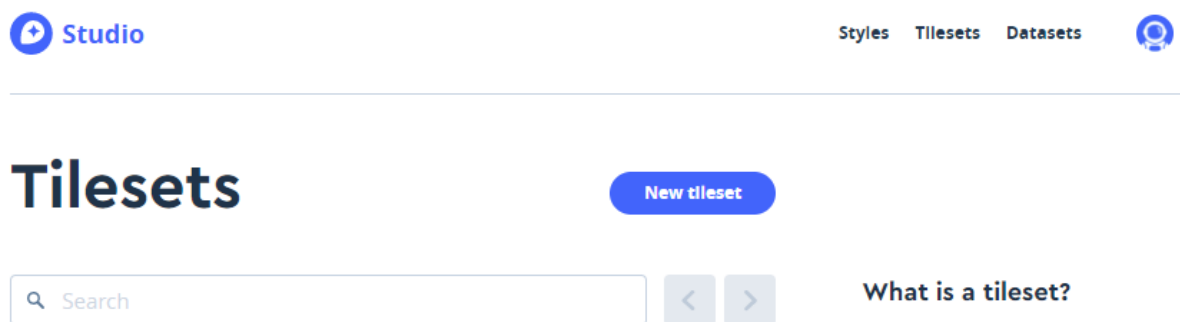 Studio
Styles Tilesets Datasets
Tilesets
New tileset
Search
What is a tileset?